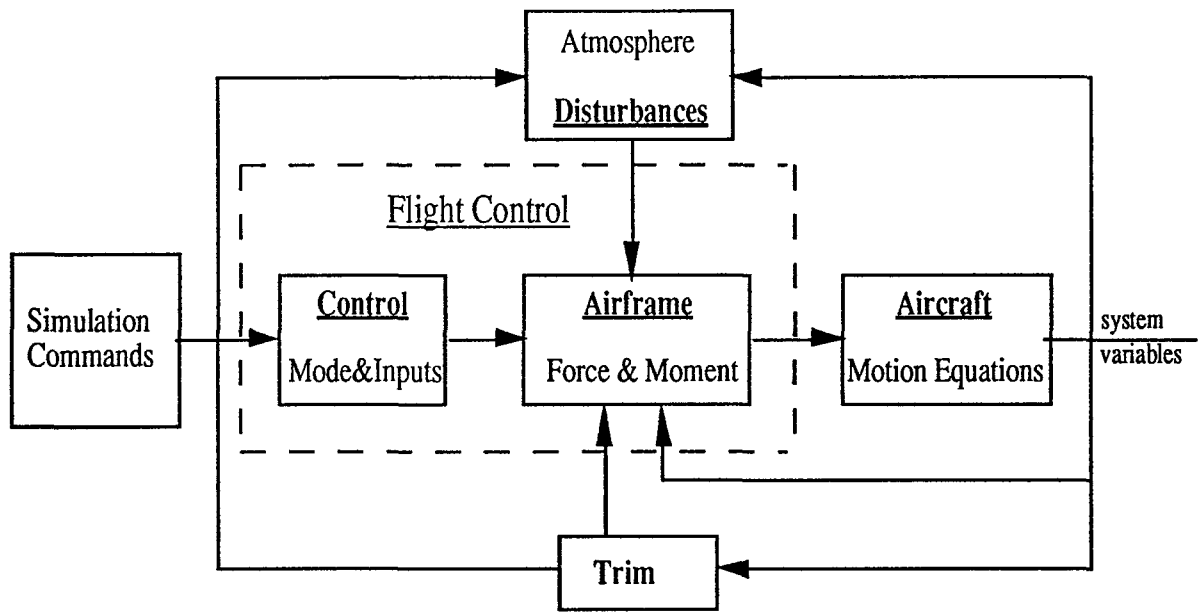 Atmosphere
Disturbances
Flight Control
Simulation
Commands
Control
Mode&Inputs
Airframe
Force & Moment
Aircraft
Motion Equations
system
variables
Trim